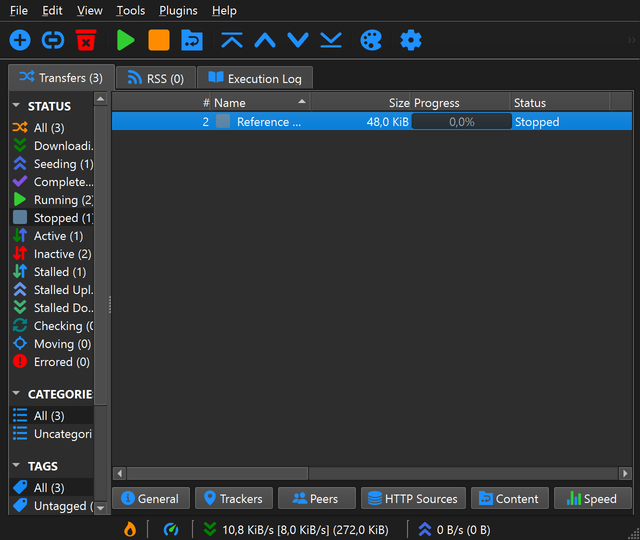 File Edit View Tools Plugins Help
Transfers (3) RSS (0) Execution Log
# Name Size Progress Status
2 Reference ... 48,0 KiB 0,0% Stopped
STATUS
All (3)
Downloadi...
Seeding (1)
Complete...
Running (2)
Stopped (1)
Active (1)
Inactive (2)
Stalled (1)
Stalled Upl...
Stalled Do...
Checking (0
Moving (0)
Errored (0)
CATEGORIE
All (3)
Uncategori
TAGS
All (3)
Untagged (
General Trackers Peers HTTP Sources Content Speed
10,8 KiB/s [8,0 KiB/s] (272,0 KiB) 0 B/s (0 B)